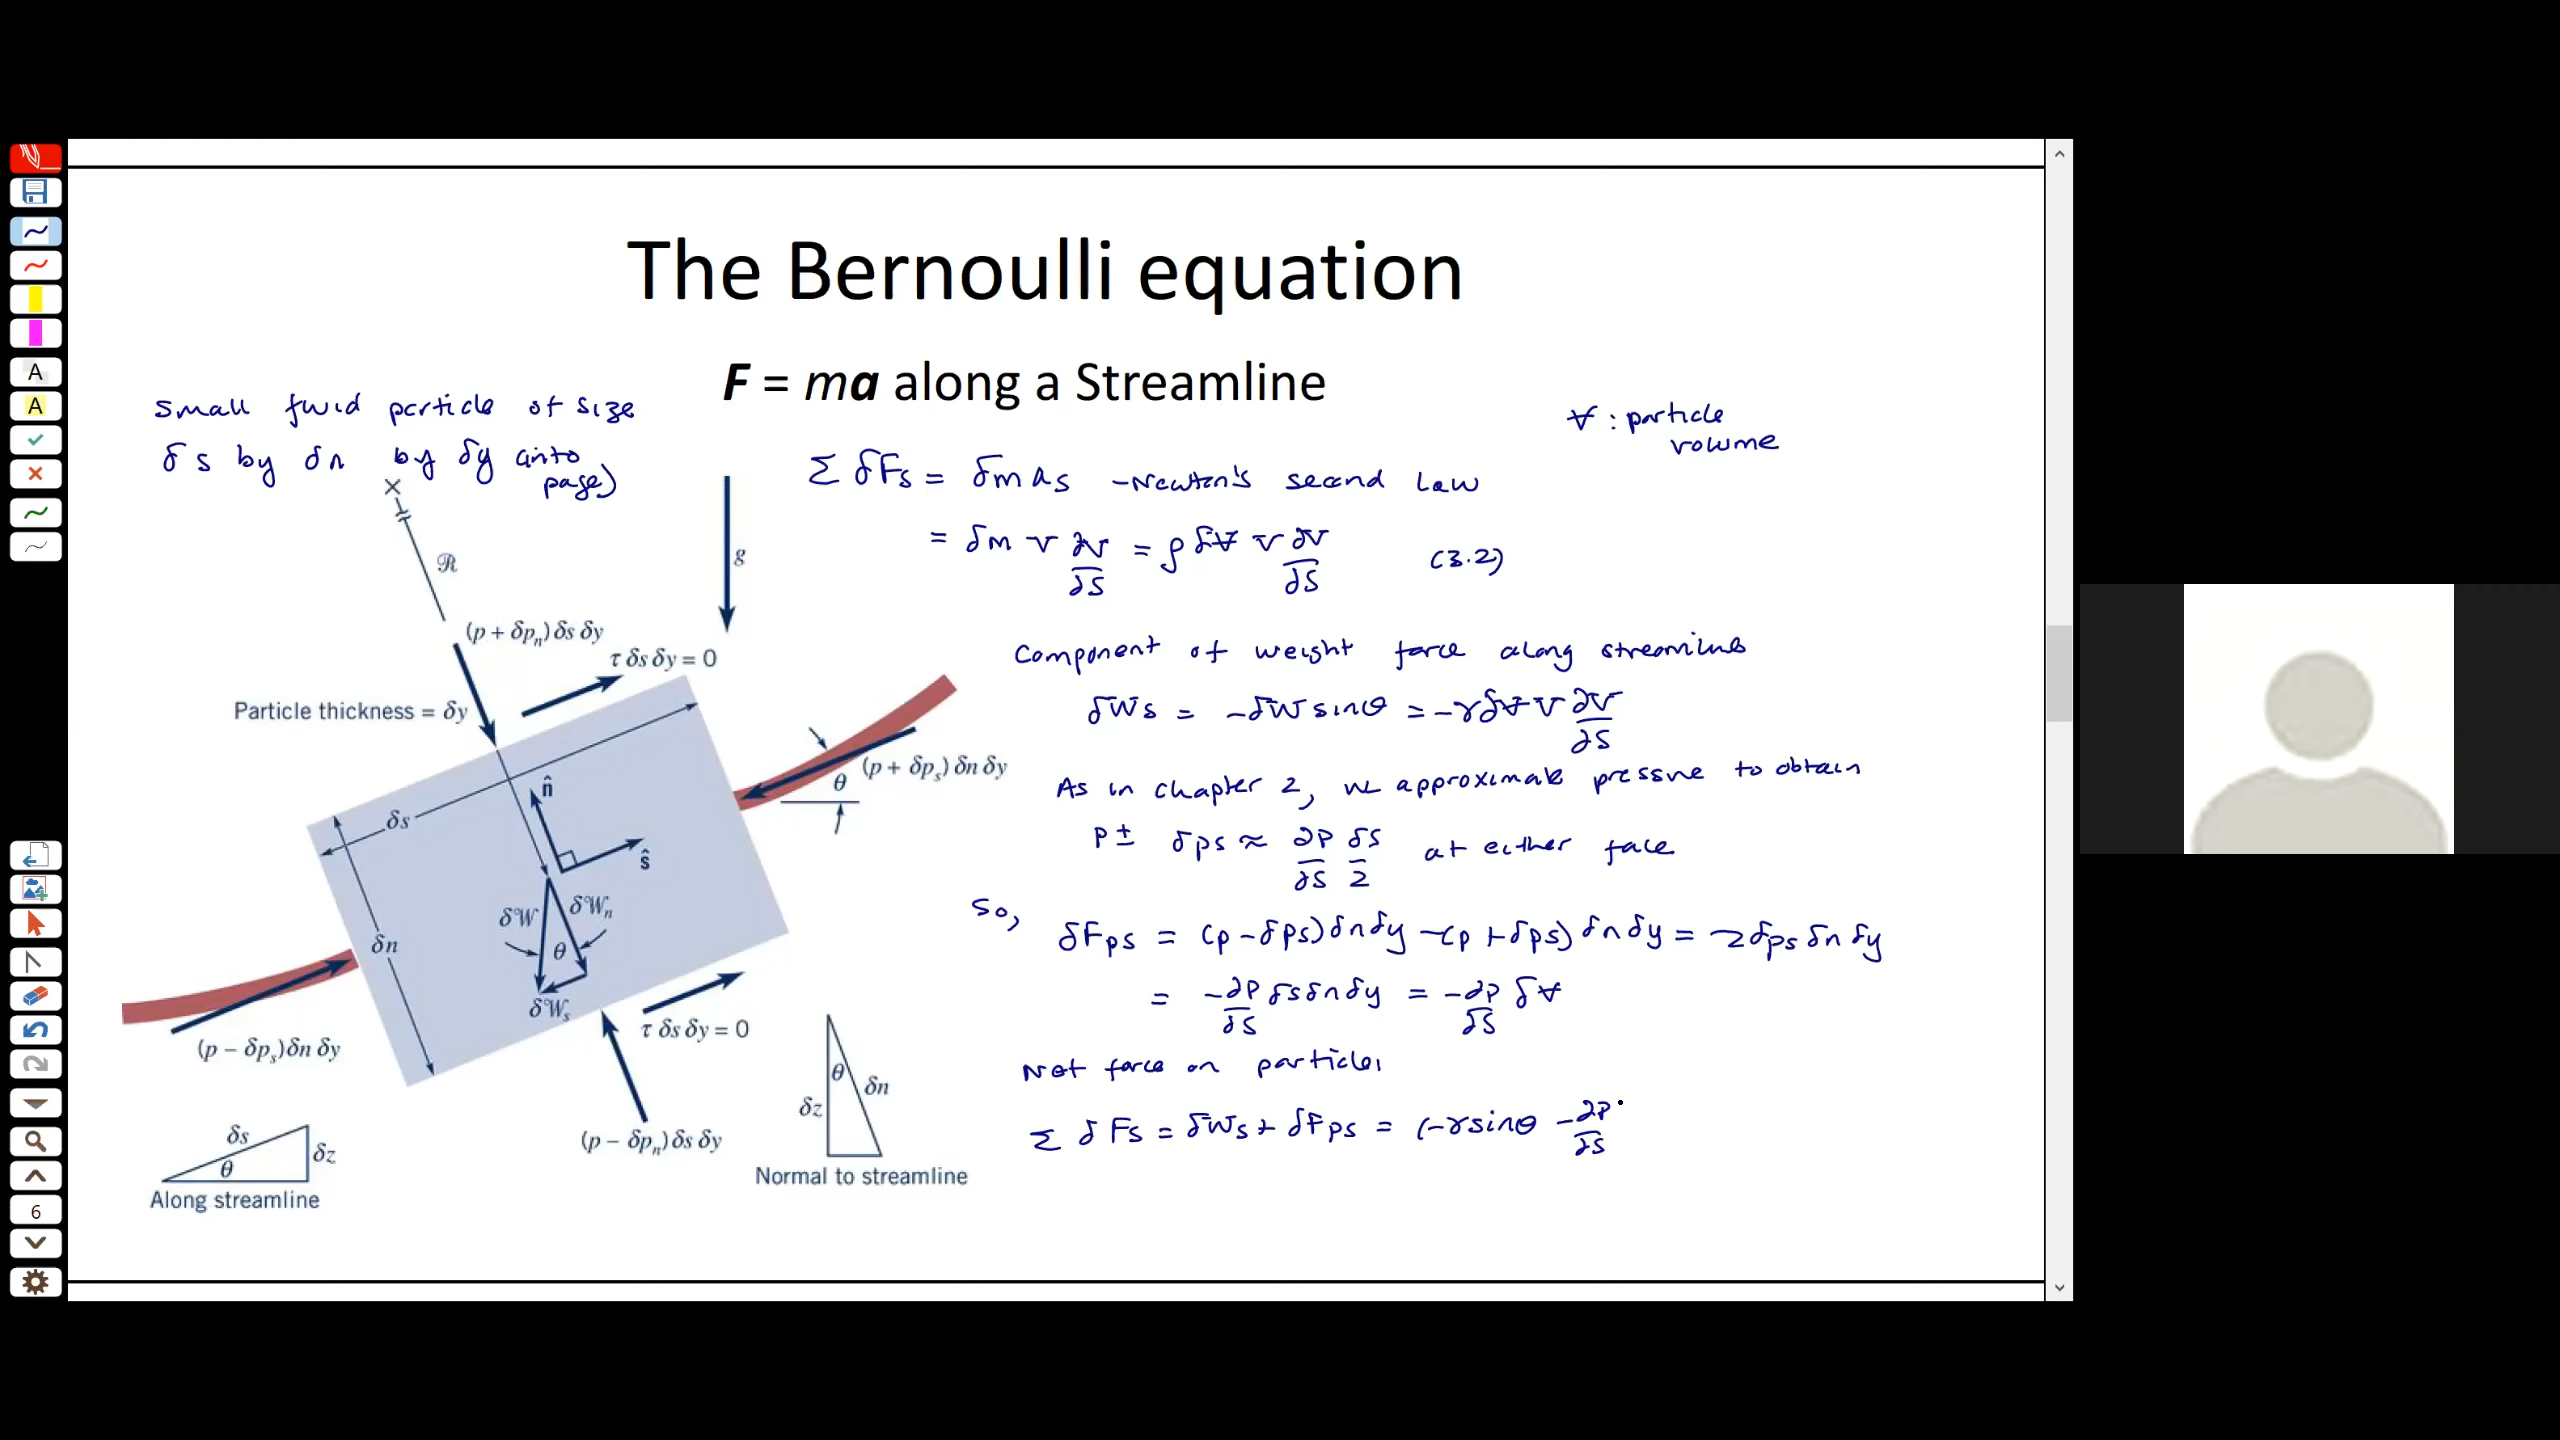 The Bernoulli equation
F = ma along a Streamline
small fluid particle of size
δs by δn by δy (into
page)
∀ : particle
volume
Σ δFs = δm as - Newton's second Law
= δm V ∂V/∂s = ρ δ∀ V ∂V/∂s (3.2)
Component of weight force along streamline
δWs = -δW sinθ = -γ δ∀ V ∂V/∂s
As in chapter 2, we approximate pressure to obtain
P ± δps ≈ ∂P/∂s δs/2 at either face
So,
δFps = (p - δps) δn δy - (p + δps) δn δy = -2 δps δn δy
= -∂P/∂s δs δn δy = -∂P/∂s δ∀
Net force on particle,
Σ δFs = δWs + δFps = (-γ sinθ - ∂P/∂s
g
ℛ
(p + δpₙ) δs δy
τ δs δy = 0
Particle thickness = δy
θ
(p + δpₛ) δn δy
δs
n̂
ŝ
δn
δ𝒲
δ𝒲ₙ
θ
δ𝒲ₛ
τ δs δy = 0
(p − δpₛ) δn δy
(p − δpₙ) δs δy
δs
θ
δz
Along streamline
θ
δn
δz
Normal to streamline
A
A
6